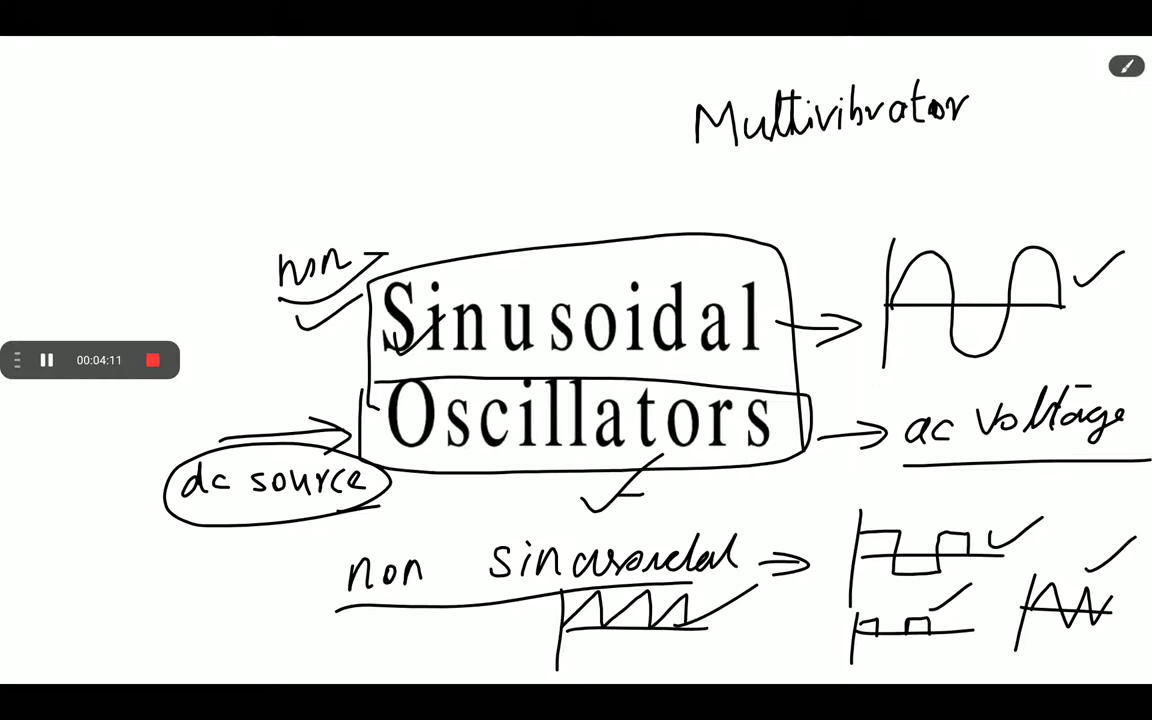 Multivibrator
non
Sinusoidal
00:04:11
Oscillators
ac voltage
dc source
non sinusoidal